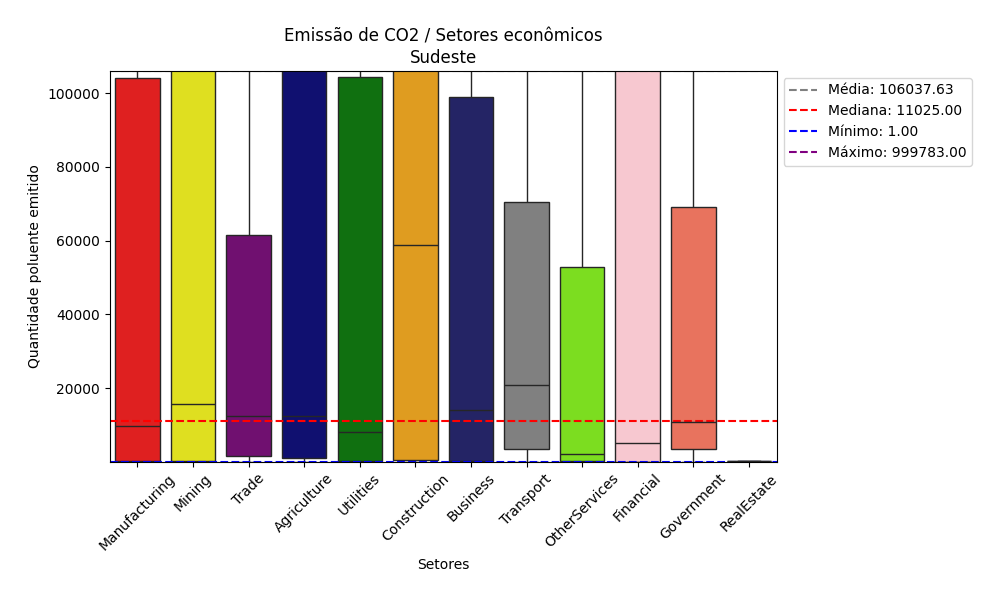 Emissão de CO2 / Setores econômicos
Sudeste
Quantidade poluente emitido
100000
80000
60000
40000
20000
Média: 106037.63
Mediana: 11025.00
Mínimo: 1.00
Máximo: 999783.00
Manufacturing
Mining
Trade
Agriculture
Utilities
Construction
Business
Transport
OtherServices
Financial
Government
RealEstate
Setores